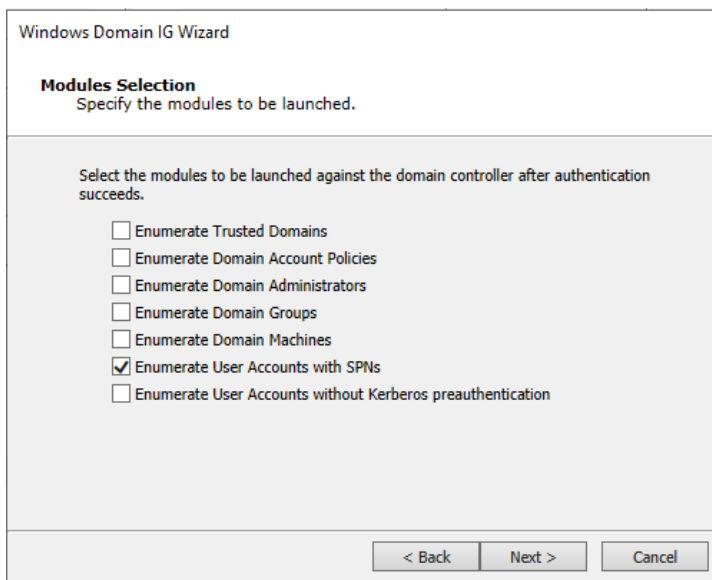 Windows Domain IG Wizard
Modules Selection
Specify the modules to be launched.
Select the modules to be launched against the domain controller after authentication
succeeds.
Enumerate Trusted Domains
Enumerate Domain Account Policies
Enumerate Domain Administrators
Enumerate Domain Groups
Enumerate Domain Machines
Enumerate User Accounts with SPNs
Enumerate User Accounts without Kerberos preauthentication
< Back Next > Cancel